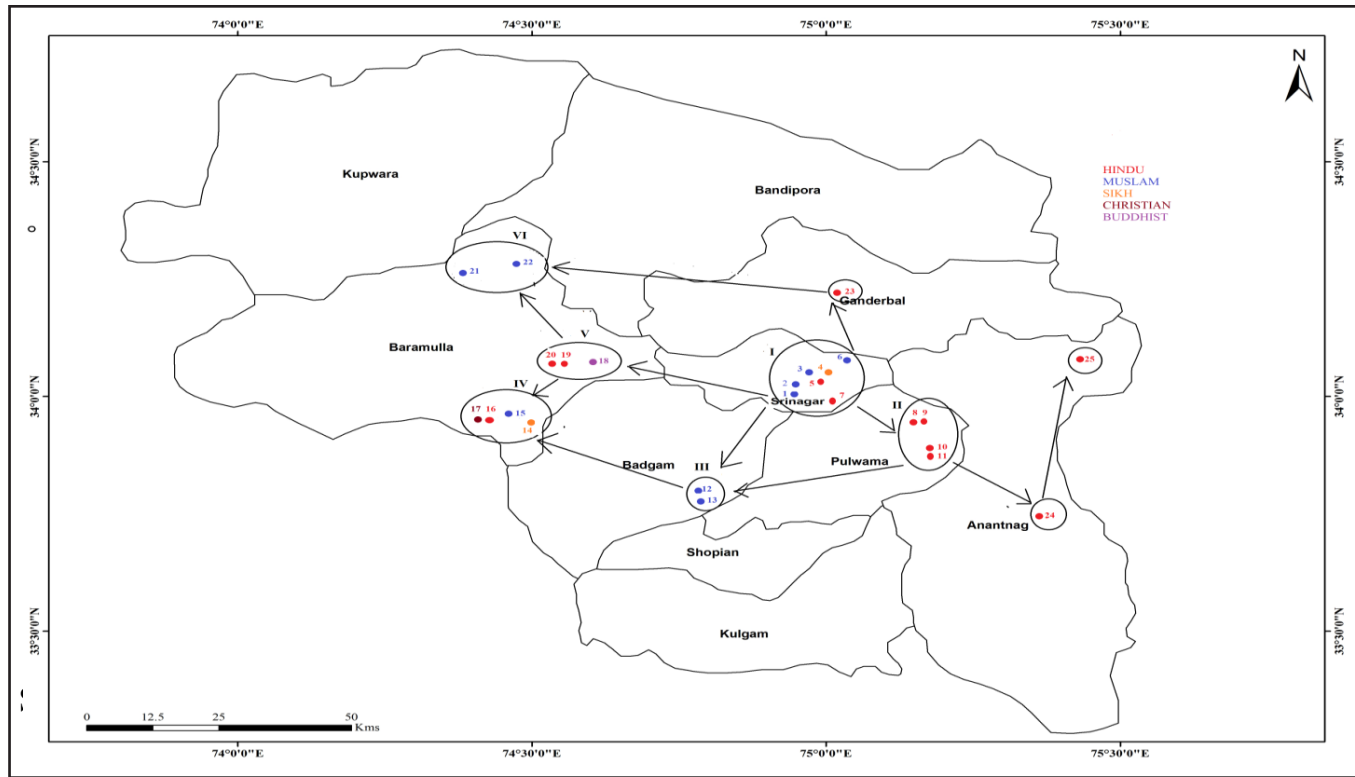 74°0'0"E 74°30'0"E 75°0'0"E 75°30'0"E
N
34°30'0"N 34°30'0"N
HINDU
MUSLAM
SIKH
CHRISTIAN
BUDDHIST
Kupwara
Bandipora
VI
22
21
23
Ganderbal
V
20 19 18
Baramulla
I
6
3 4
2 5
1
Srinagar
7
25
34°0'0"N 34°0'0"N
IV
17 16 15
14
II
8 9
10
11
Badgam
III
Pulwama
12
13
24
Anantnag
Shopian
Kulgam
33°30'0"N 33°30'0"N
0 12.5 25 50
Kms
74°0'0"E 74°30'0"E 75°0'0"E 75°30'0"E